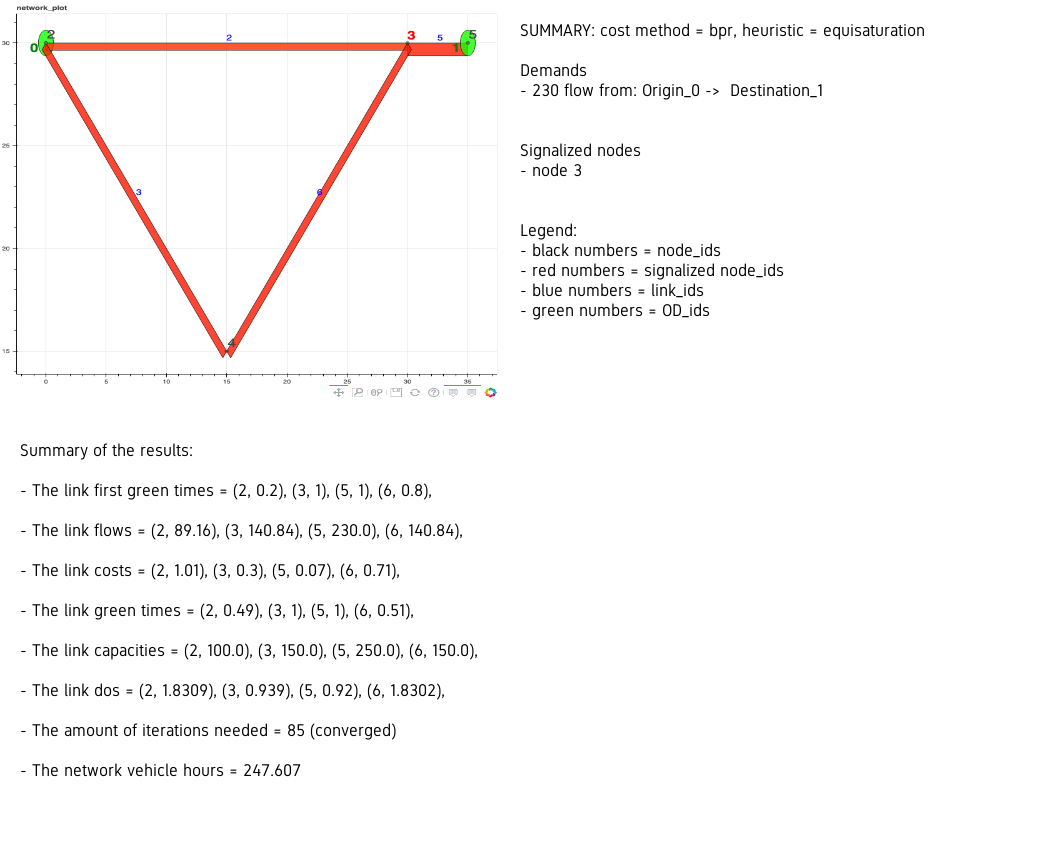 network_plot
30
25
20
15
0
5
10
15
20
25
30
35
0
2
2
3
5
1
5
3
6
4
SUMMARY: cost method = bpr, heuristic = equisaturation
Demands
- 230 flow from: Origin_0 -> Destination_1
Signalized nodes
- node 3
Legend:
- black numbers = node_ids
- red numbers = signalized node_ids
- blue numbers = link_ids
- green numbers = OD_ids
Summary of the results:
- The link first green times = (2, 0.2), (3, 1), (5, 1), (6, 0.8),
- The link flows = (2, 89.16), (3, 140.84), (5, 230.0), (6, 140.84),
- The link costs = (2, 1.01), (3, 0.3), (5, 0.07), (6, 0.71),
- The link green times = (2, 0.49), (3, 1), (5, 1), (6, 0.51),
- The link capacities = (2, 100.0), (3, 150.0), (5, 250.0), (6, 150.0),
- The link dos = (2, 1.8309), (3, 0.939), (5, 0.92), (6, 1.8302),
- The amount of iterations needed = 85 (converged)
- The network vehicle hours = 247.607